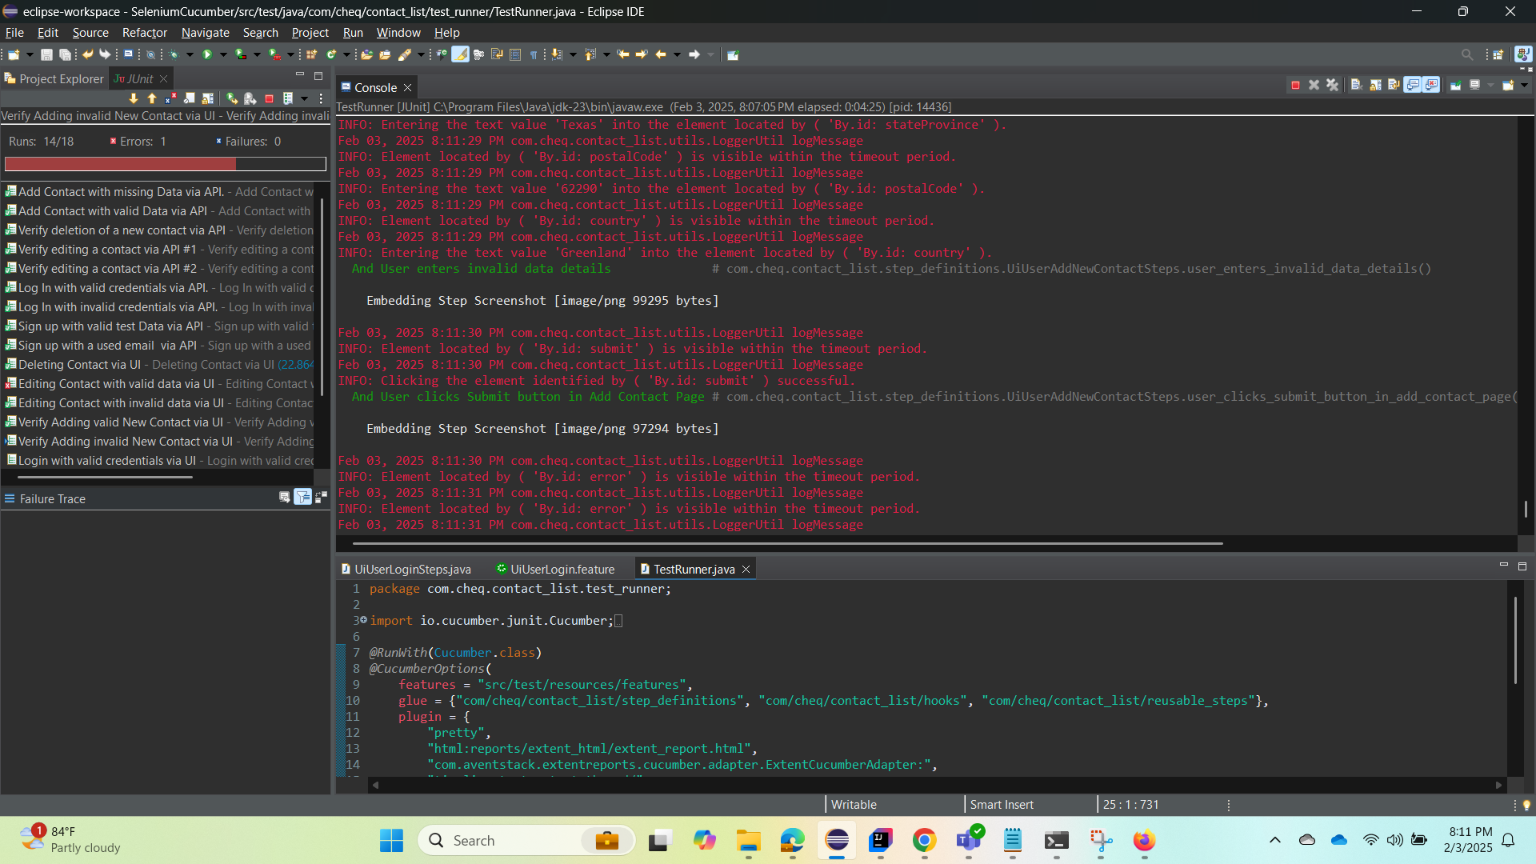 eclipse-workspace - SeleniumCucumber/src/test/java/com/cheq/contact_list/test_runner/TestRunner.java - Eclipse IDE
File Edit Source Refactor Navigate Search Project Run Window Help
Project Explorer JUnit
Verify Adding invalid New Contact via UI - Verify Adding invali
Runs: 14/18 Errors: 1 Failures: 0
Add Contact with missing Data via API. - Add Contact w
Add Contact with valid Data via API - Add Contact with
Verify deletion of a new contact via API - Verify deletion
Verify editing a contact via API #1 - Verify editing a cont
Verify editing a contact via API #2 - Verify editing a cont
Log In with valid credentials via API. - Log In with valid c
Log In with invalid credentials via API. - Log In with inva
Sign up with valid test Data via API - Sign up with valid
Sign up with a used email via API - Sign up with a used
Deleting Contact via UI - Deleting Contact via UI (22.864
Editing Contact with valid data via UI - Editing Contact
Editing Contact with invalid data via UI - Editing Contac
Verify Adding valid New Contact via UI - Verify Adding
Verify Adding invalid New Contact via UI - Verify Adding
Login with valid credentials via UI - Login with valid cred
Failure Trace
Console
TestRunner [JUnit] C:\Program Files\Java\jdk-23\bin\javaw.exe (Feb 3, 2025, 8:07:05 PM elapsed: 0:04:25) [pid: 14436]
INFO: Entering the text value 'Texas' into the element located by ( 'By.id: stateProvince' ).
Feb 03, 2025 8:11:29 PM com.cheq.contact_list.utils.LoggerUtil logMessage
INFO: Element located by ( 'By.id: postalCode' ) is visible within the timeout period.
Feb 03, 2025 8:11:29 PM com.cheq.contact_list.utils.LoggerUtil logMessage
INFO: Entering the text value '62290' into the element located by ( 'By.id: postalCode' ).
Feb 03, 2025 8:11:29 PM com.cheq.contact_list.utils.LoggerUtil logMessage
INFO: Element located by ( 'By.id: country' ) is visible within the timeout period.
Feb 03, 2025 8:11:29 PM com.cheq.contact_list.utils.LoggerUtil logMessage
INFO: Entering the text value 'Greenland' into the element located by ( 'By.id: country' ).
And User enters invalid data details # com.cheq.contact_list.step_definitions.UiUserAddNewContactSteps.user_enters_invalid_data_details()
Embedding Step Screenshot [image/png 99295 bytes]
Feb 03, 2025 8:11:30 PM com.cheq.contact_list.utils.LoggerUtil logMessage
INFO: Element located by ( 'By.id: submit' ) is visible within the timeout period.
Feb 03, 2025 8:11:30 PM com.cheq.contact_list.utils.LoggerUtil logMessage
INFO: Clicking the element identified by ( 'By.id: submit' ) successful.
And User clicks Submit button in Add Contact Page # com.cheq.contact_list.step_definitions.UiUserAddNewContactSteps.user_clicks_submit_button_in_add_contact_page(
Embedding Step Screenshot [image/png 97294 bytes]
Feb 03, 2025 8:11:30 PM com.cheq.contact_list.utils.LoggerUtil logMessage
INFO: Element located by ( 'By.id: error' ) is visible within the timeout period.
Feb 03, 2025 8:11:31 PM com.cheq.contact_list.utils.LoggerUtil logMessage
INFO: Element located by ( 'By.id: error' ) is visible within the timeout period.
Feb 03, 2025 8:11:31 PM com.cheq.contact_list.utils.LoggerUtil logMessage
UiUserLoginSteps.java UiUserLogin.feature TestRunner.java
1 package com.cheq.contact_list.test_runner;
2
3 import io.cucumber.junit.Cucumber;
6
7 @RunWith(Cucumber.class)
8 @CucumberOptions(
9 features = "src/test/resources/features",
10 glue = {"com/cheq/contact_list/step_definitions", "com/cheq/contact_list/hooks", "com/cheq/contact_list/reusable_steps"},
11 plugin = {
12 "pretty",
13 "html:reports/extent_html/extent_report.html",
14 "com.aventstack.extentreports.cucumber.adapter.ExtentCucumberAdapter:",
Writable Smart Insert 25 : 1 : 731
1 84°F
Partly cloudy
Search
8:11 PM
2/3/2025